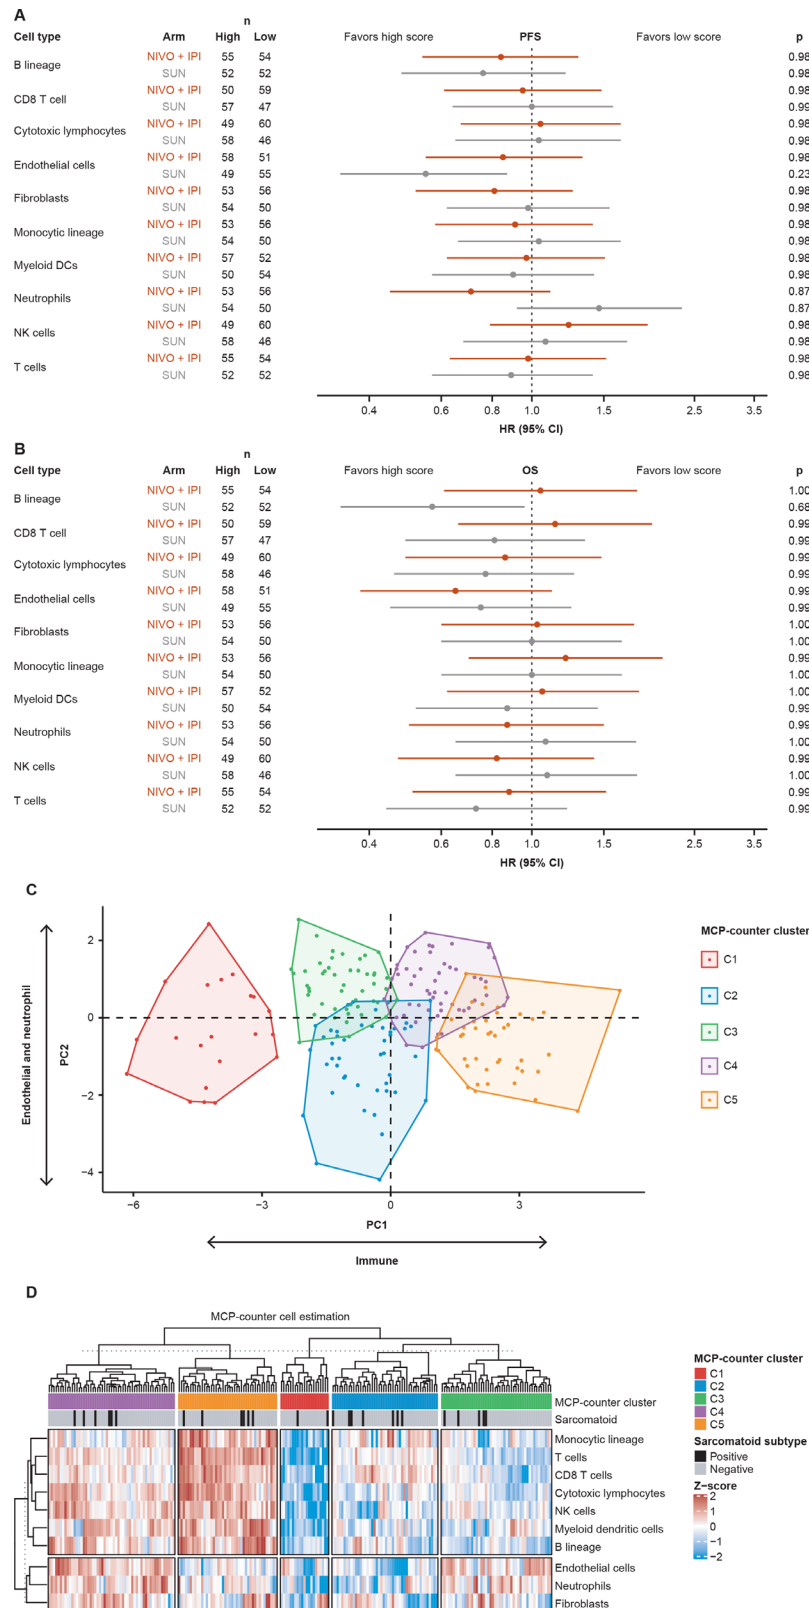 A
n
Cell type Arm High Low Favors high score PFS Favors low score p
B lineage
NIVO + IPI 55 54 0.98
SUN 52 52 0.98
CD8 T cell
NIVO + IPI 50 59 0.98
SUN 57 47 0.99
Cytotoxic lymphocytes
NIVO + IPI 49 60 0.98
SUN 58 46 0.98
Endothelial cells
NIVO + IPI 58 51 0.98
SUN 49 55 0.23
Fibroblasts
NIVO + IPI 53 56 0.98
SUN 54 50 0.98
Monocytic lineage
NIVO + IPI 53 56 0.98
SUN 54 50 0.98
Myeloid DCs
NIVO + IPI 57 52 0.98
SUN 50 54 0.98
Neutrophils
NIVO + IPI 53 56 0.87
SUN 54 50 0.87
NK cells
NIVO + IPI 49 60 0.98
SUN 58 46 0.98
T cells
NIVO + IPI 55 54 0.98
SUN 52 52 0.98
0.4 0.6 0.8 1.0 1.5 2.5 3.5
HR (95% CI)
B
n
Cell type Arm High Low Favors high score OS Favors low score p
B lineage
NIVO + IPI 55 54 1.00
SUN 52 52 0.68
CD8 T cell
NIVO + IPI 50 59 0.99
SUN 57 47 0.99
Cytotoxic lymphocytes
NIVO + IPI 49 60 0.99
SUN 58 46 0.99
Endothelial cells
NIVO + IPI 58 51 0.99
SUN 49 55 0.99
Fibroblasts
NIVO + IPI 53 56 1.00
SUN 54 50 1.00
Monocytic lineage
NIVO + IPI 53 56 0.99
SUN 54 50 1.00
Myeloid DCs
NIVO + IPI 57 52 1.00
SUN 50 54 0.99
Neutrophils
NIVO + IPI 53 56 0.99
SUN 54 50 1.00
NK cells
NIVO + IPI 49 60 0.99
SUN 58 46 1.00
T cells
NIVO + IPI 55 54 0.99
SUN 52 52 0.99
0.4 0.6 0.8 1.0 1.5 2.5 3.5
HR (95% CI)
C
Endothelial and neutrophil
PC2
2
0
−2
−4
−6 −3 0 3
PC1
Immune
MCP-counter cluster
C1
C2
C3
C4
C5
D
MCP-counter cell estimation
MCP-counter cluster
Sarcomatoid
Monocytic lineage
T cells
CD8 T cells
Cytotoxic lymphocytes
NK cells
Myeloid dendritic cells
B lineage
Endothelial cells
Neutrophils
Fibroblasts
MCP-counter cluster
C1
C2
C3
C4
C5
Sarcomatoid subtype
Positive
Negative
Z−score
2
1
0
−1
−2